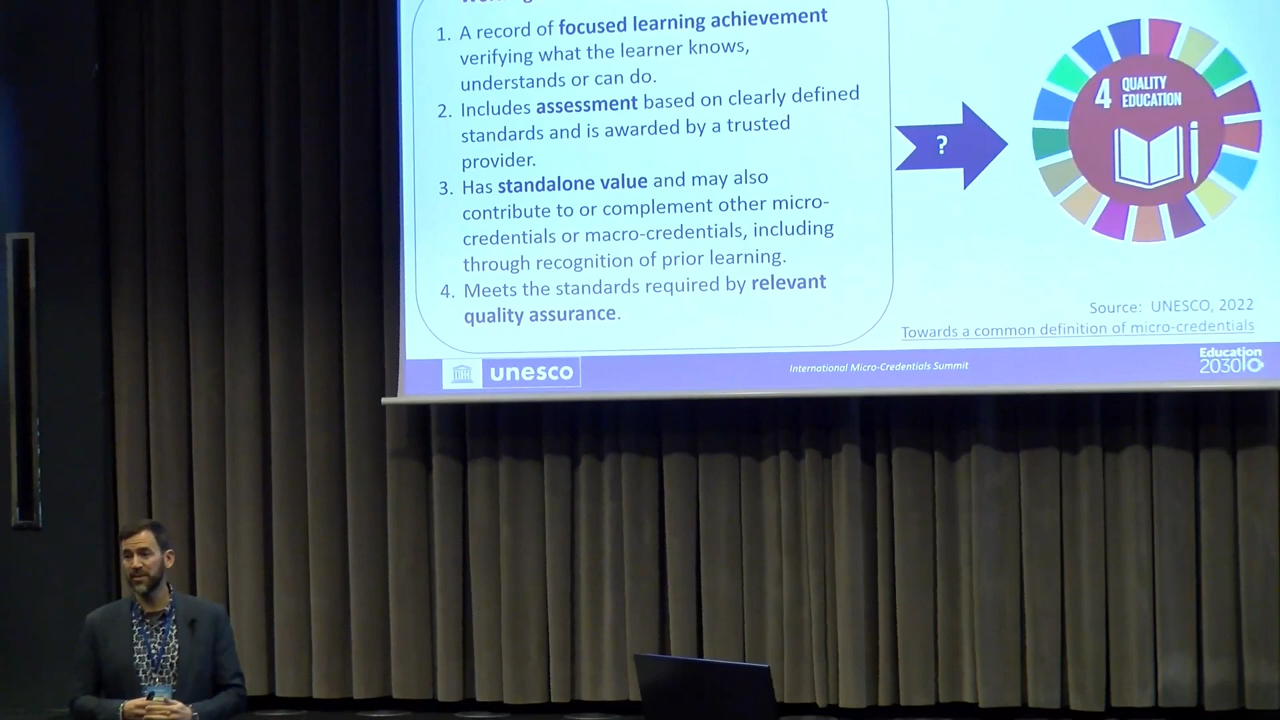 1. A record of focused learning achievement
verifying what the learner knows,
understands or can do.
2. Includes assessment based on clearly defined
standards and is awarded by a trusted
provider.
3. Has standalone value and may also
contribute to or complement other micro-
credentials or macro-credentials, including
through recognition of prior learning.
4. Meets the standards required by relevant
quality assurance.
?
4 QUALITY
EDUCATION
Source: UNESCO, 2022
Towards a common definition of micro-credentials
unesco
International Micro-Credentials Summit
Education
2030